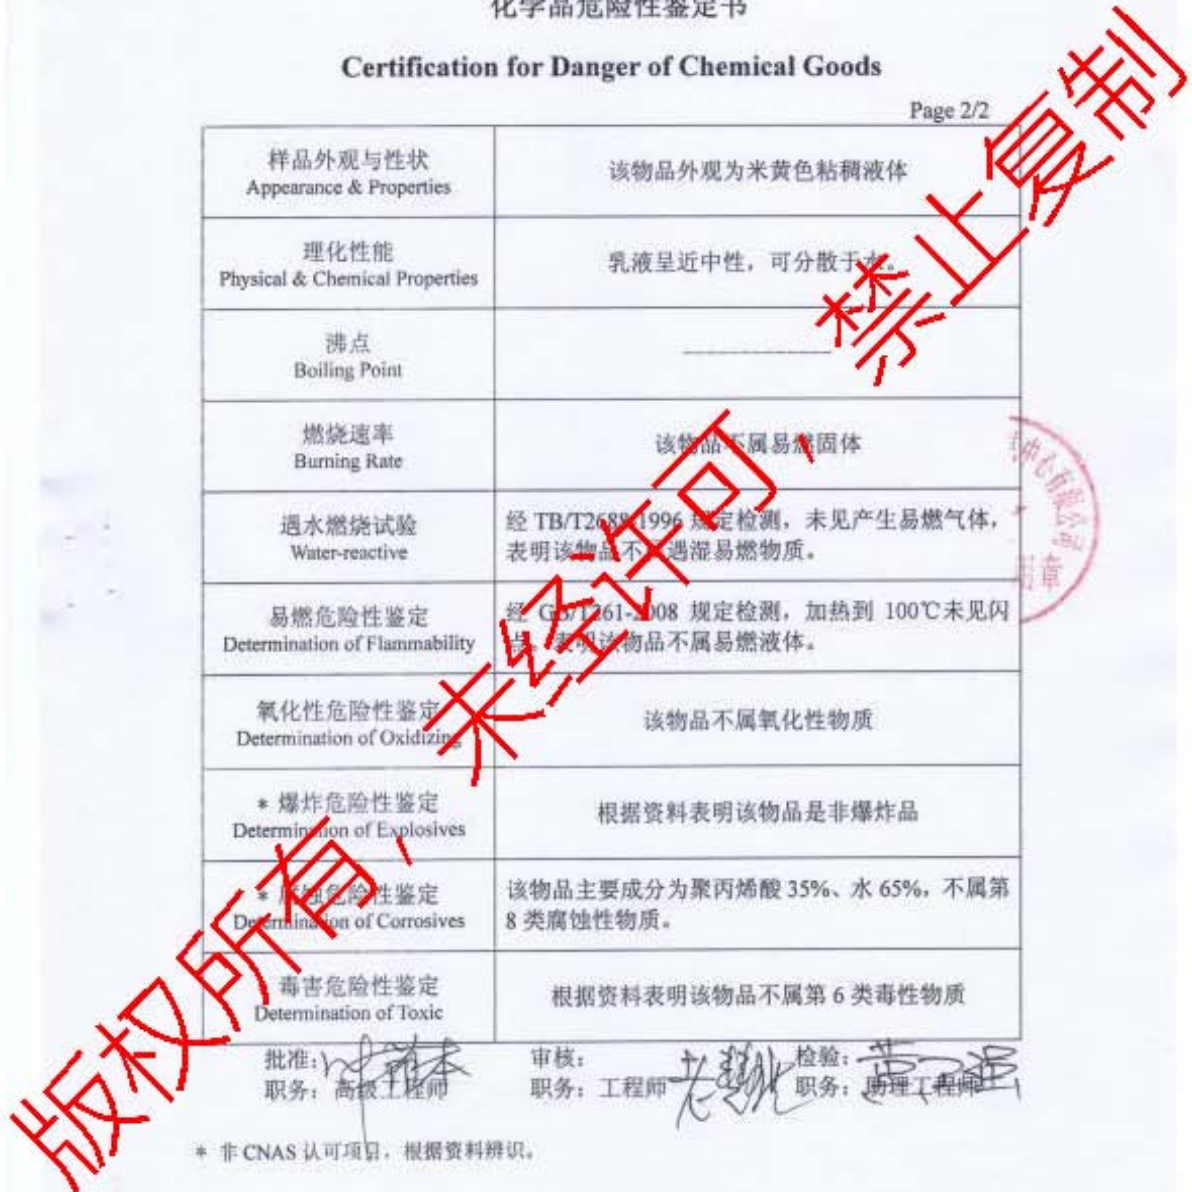 化学品危险性鉴定书
Certification for Danger of Chemical Goods
Page 2/2
样品外观与性状
Appearance & Properties
该物品外观为米黄色粘稠液体
理化性能
Physical & Chemical Properties
乳液呈近中性，可分散于水。
沸点
Boiling Point
-------------
燃烧速率
Burning Rate
该物品不属易燃固体
遇水燃烧试验
Water-reactive
经 TB/T2688-1996 规定检测，未见产生易燃气体，
表明该物品不属遇湿易燃物质。
易燃危险性鉴定
Determination of Flammability
经 GB/T261-2008 规定检测，加热到 100℃未见闪
点。表明该物品不属易燃液体。
氧化性危险性鉴定
Determination of Oxidizing
该物品不属氧化性物质
* 爆炸危险性鉴定
Determination of Explosives
根据资料表明该物品是非爆炸品
* 腐蚀危险性鉴定
Determination of Corrosives
该物品主要成分为聚丙烯酸 35%、水 65%，不属第
8 类腐蚀性物质。
毒害危险性鉴定
Determination of Toxic
根据资料表明该物品不属第 6 类毒性物质
批准：
职务：高级工程师
审核：
职务：工程师
检验：
职务：助理工程师
* 非 CNAS 认可项目，根据资料辨识。
中心有限公司
章
版权所有，未经许可，禁止复制